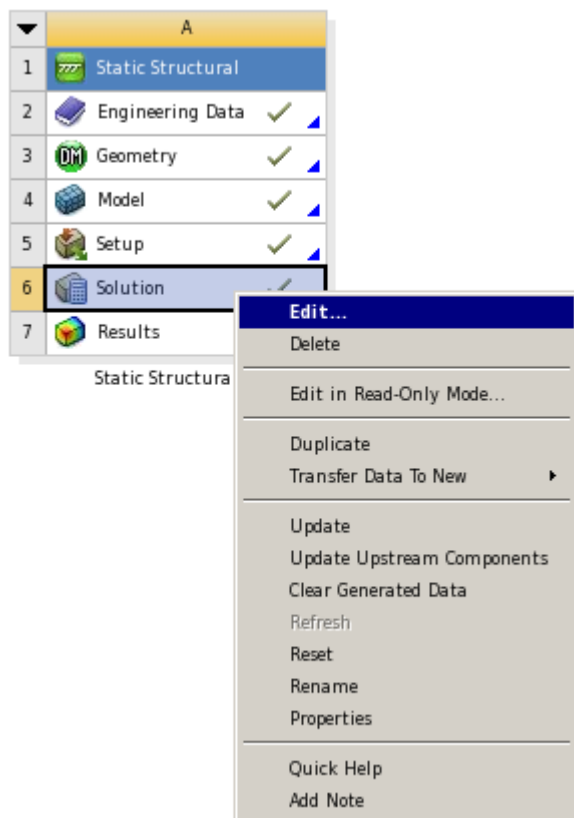 A
1 Static Structural
2 Engineering Data
3 DM Geometry
4 Model
5 Setup
6 Solution
7 Results
Static Structura
Edit...
Delete
Edit in Read-Only Mode...
Duplicate
Transfer Data To New
Update
Update Upstream Components
Clear Generated Data
Refresh
Reset
Rename
Properties
Quick Help
Add Note